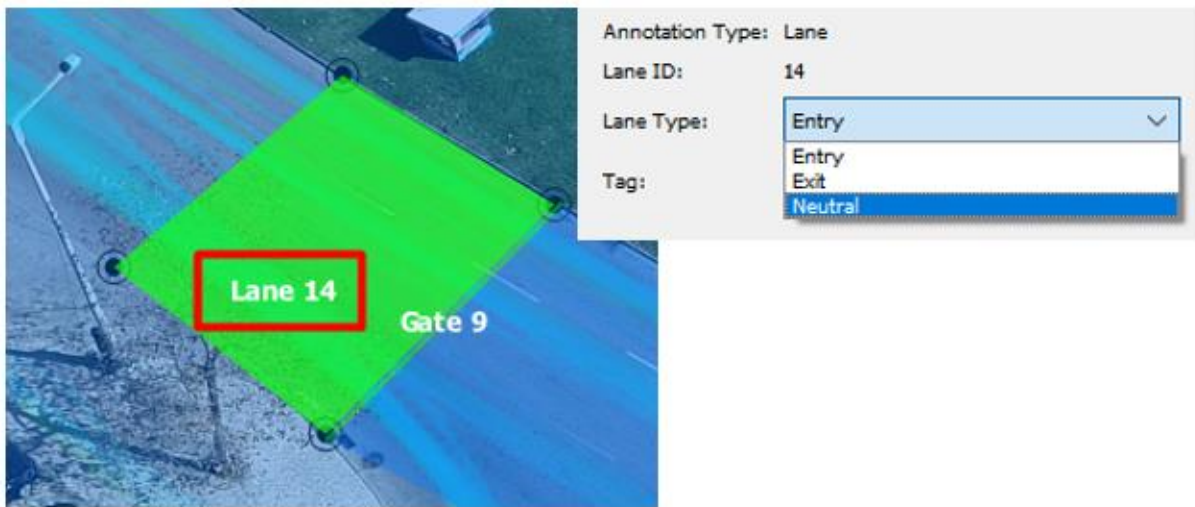 Lane 14
Gate 9
Annotation Type: Lane
Lane ID: 14
Lane Type: Entry
Entry
Exit
Neutral
Tag: